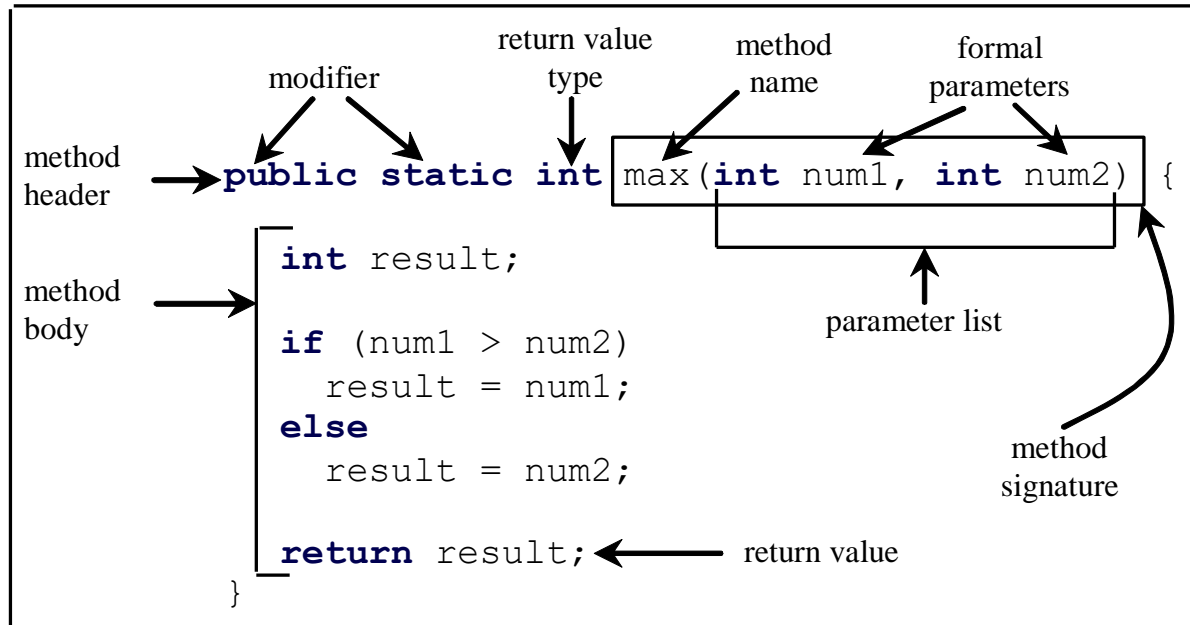 return value
type
method
name
formal
parameters
modifier
method
header
public static int max(int num1, int num2) {
int result;
method
body
parameter list
if (num1 > num2)
result = num1;
else
result = num2;
method
signature
return result;
return value
}